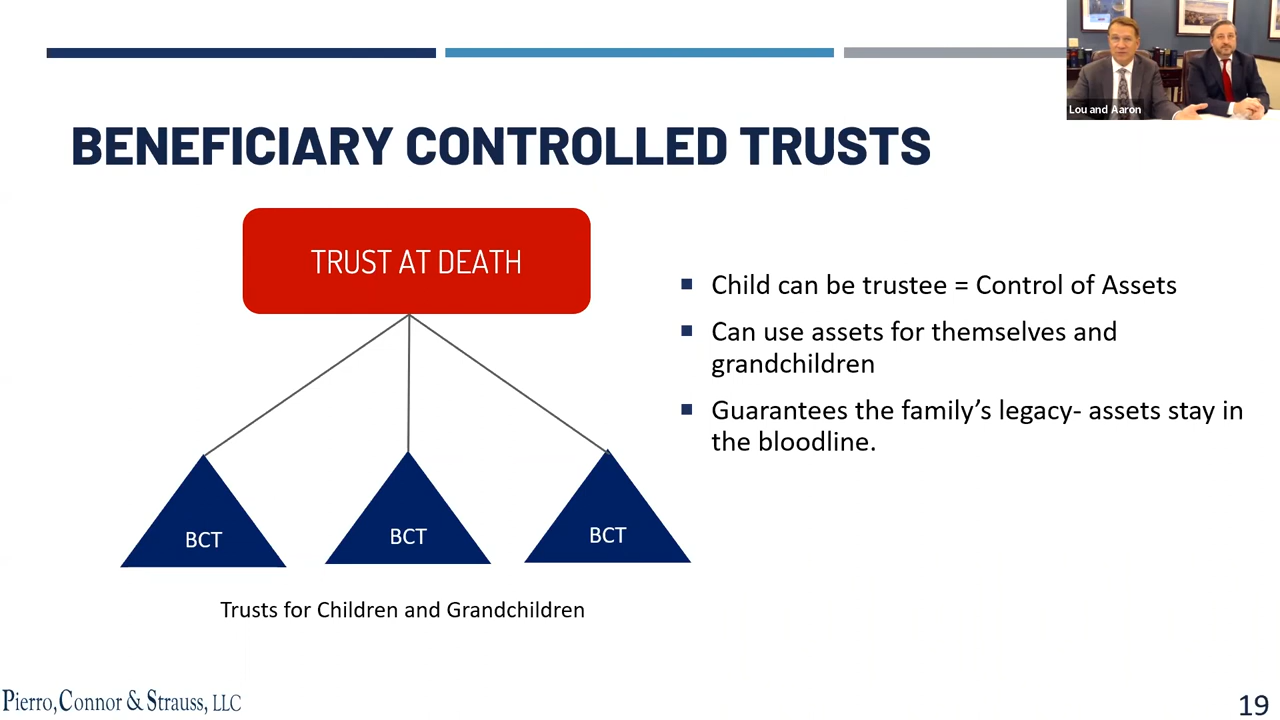 Lou and Aaron
BENEFICIARY CONTROLLED TRUSTS
TRUST AT DEATH
BCT
BCT
BCT
Trusts for Children and Grandchildren
Child can be trustee = Control of Assets
Can use assets for themselves and
grandchildren
Guarantees the family’s legacy- assets stay in
the bloodline.
Pierro, Connor & Strauss, LLC
19